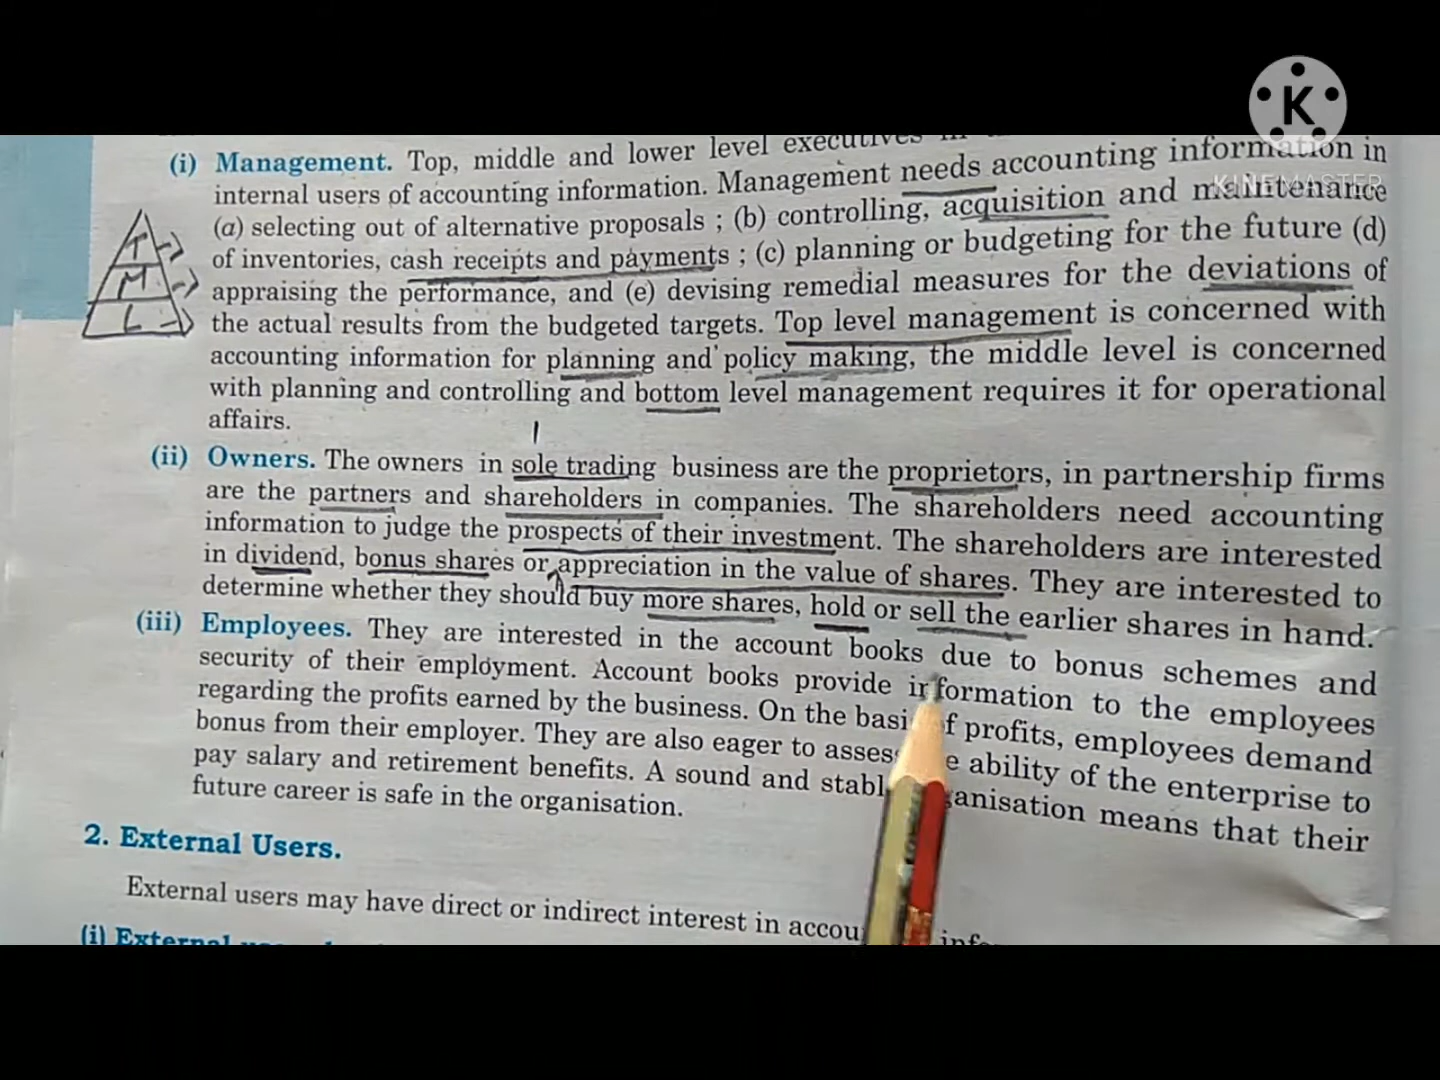 K
KINEMASTER
(i) Management. Top, middle and lower level executives in
internal users of accounting information. Management needs accounting information in
(a) selecting out of alternative proposals ; (b) controlling, acquisition and maintenance
of inventories, cash receipts and payments ; (c) planning or budgeting for the future (d)
appraising the performance, and (e) devising remedial measures for the deviations of
the actual results from the budgeted targets. Top level management is concerned with
accounting information for planning and policy making, the middle level is concerned
with planning and controlling and bottom level management requires it for operational
affairs.
T
M
L
1
(ii) Owners. The owners in sole trading business are the proprietors, in partnership firms
are the partners and shareholders in companies. The shareholders need accounting
information to judge the prospects of their investment. The shareholders are interested
in dividend, bonus shares or appreciation in the value of shares. They are interested to
determine whether they should buy more shares, hold or sell the earlier shares in hand.
(iii) Employees. They are interested in the account books due to bonus schemes and
security of their employment. Account books provide information to the employees
regarding the profits earned by the business. On the basi f profits, employees demand
bonus from their employer. They are also eager to assess e ability of the enterprise to
pay salary and retirement benefits. A sound and stabl ganisation means that their
future career is safe in the organisation.
2. External Users.
External users may have direct or indirect interest in accou inf
(i) External